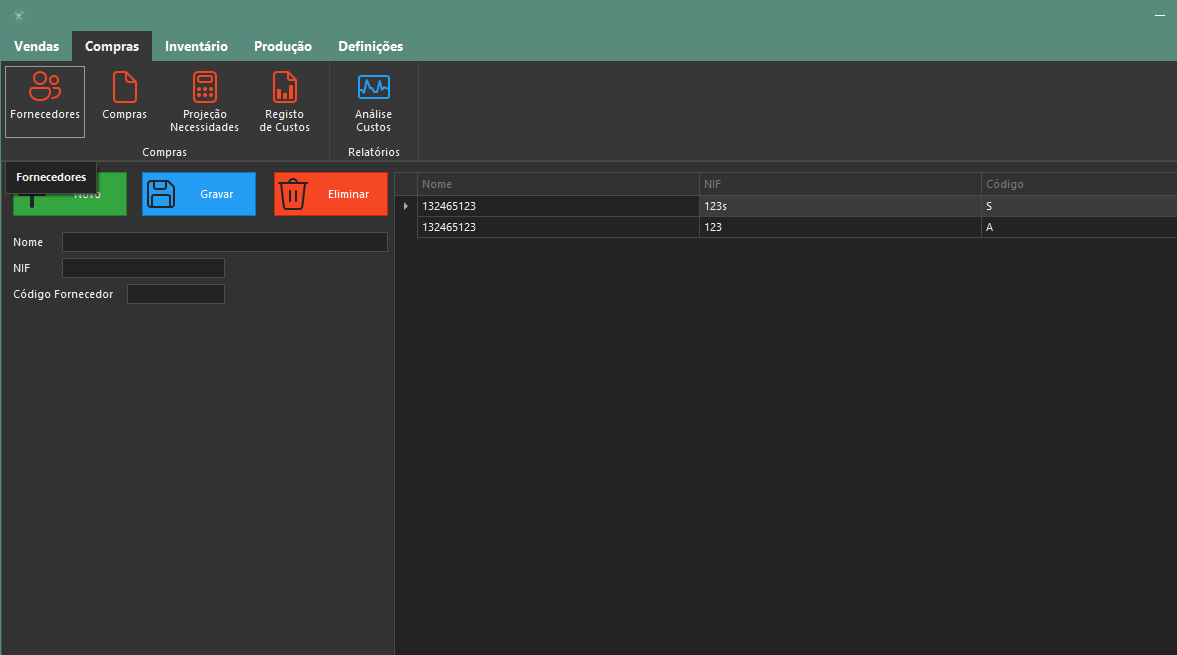 Vendas Compras Inventário Produção Definições
Fornecedores
Compras
Projeção
Necessidades
Registo
de Custos
Análise
Custos
Compras
Relatórios
Fornecedores
Novo
Gravar
Eliminar
Nome
NIF
Código Fornecedor
Nome NIF Código
132465123 123s S
132465123 123 A